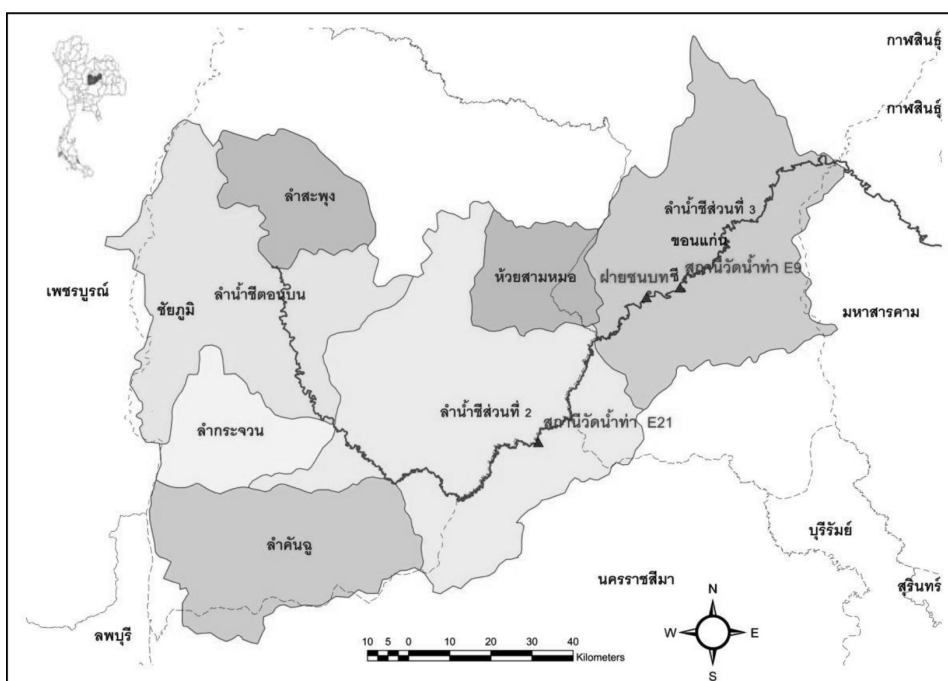 กาฬสินธุ์
กาฬสินธุ์
ลำสะพุง
ลำน้ำชีส่วนที่ 3
ขอนแก่น
ห้วยสามหมอ
ฝายชนบท
ชี
สถานีวัดน้ำท่า E9
เพชรบูรณ์
ชัยภูมิ
ลำน้ำชีตอนบน
มหาสารคาม
ลำน้ำชีส่วนที่ 2
สถานีวัดน้ำท่า E21
ลำกระจวน
ลำคันฉู
บุรีรัมย์
นครราชสีมา
สุรินทร์
ลพบุรี
N
W E
S
10 5 0 10 20 30 40
Kilometers